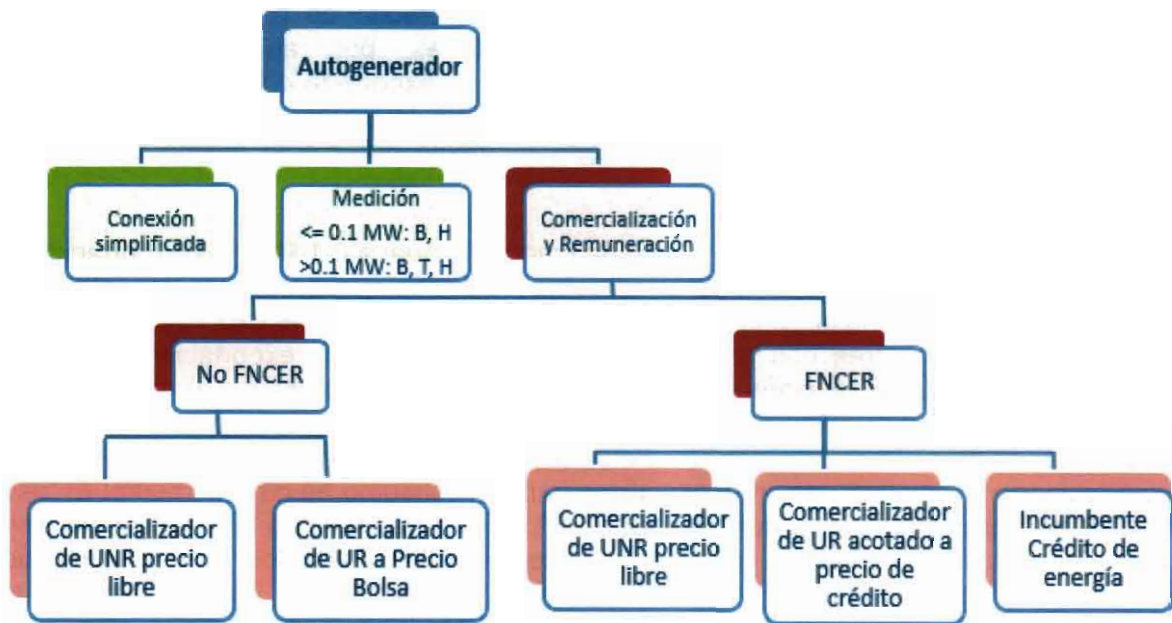 Autogenerador
Conexión
simplificada
Medición
<= 0.1 MW: B, H
>0.1 MW: B, T, H
Comercialización
y Remuneración
No FNCER
FNCER
Comercializador
de UNR precio
libre
Comercializador
de UR a Precio
Bolsa
Comercializador
de UNR precio
libre
Comercializador
de UR acotado a
precio de
crédito
Incumbente
Crédito de
energía